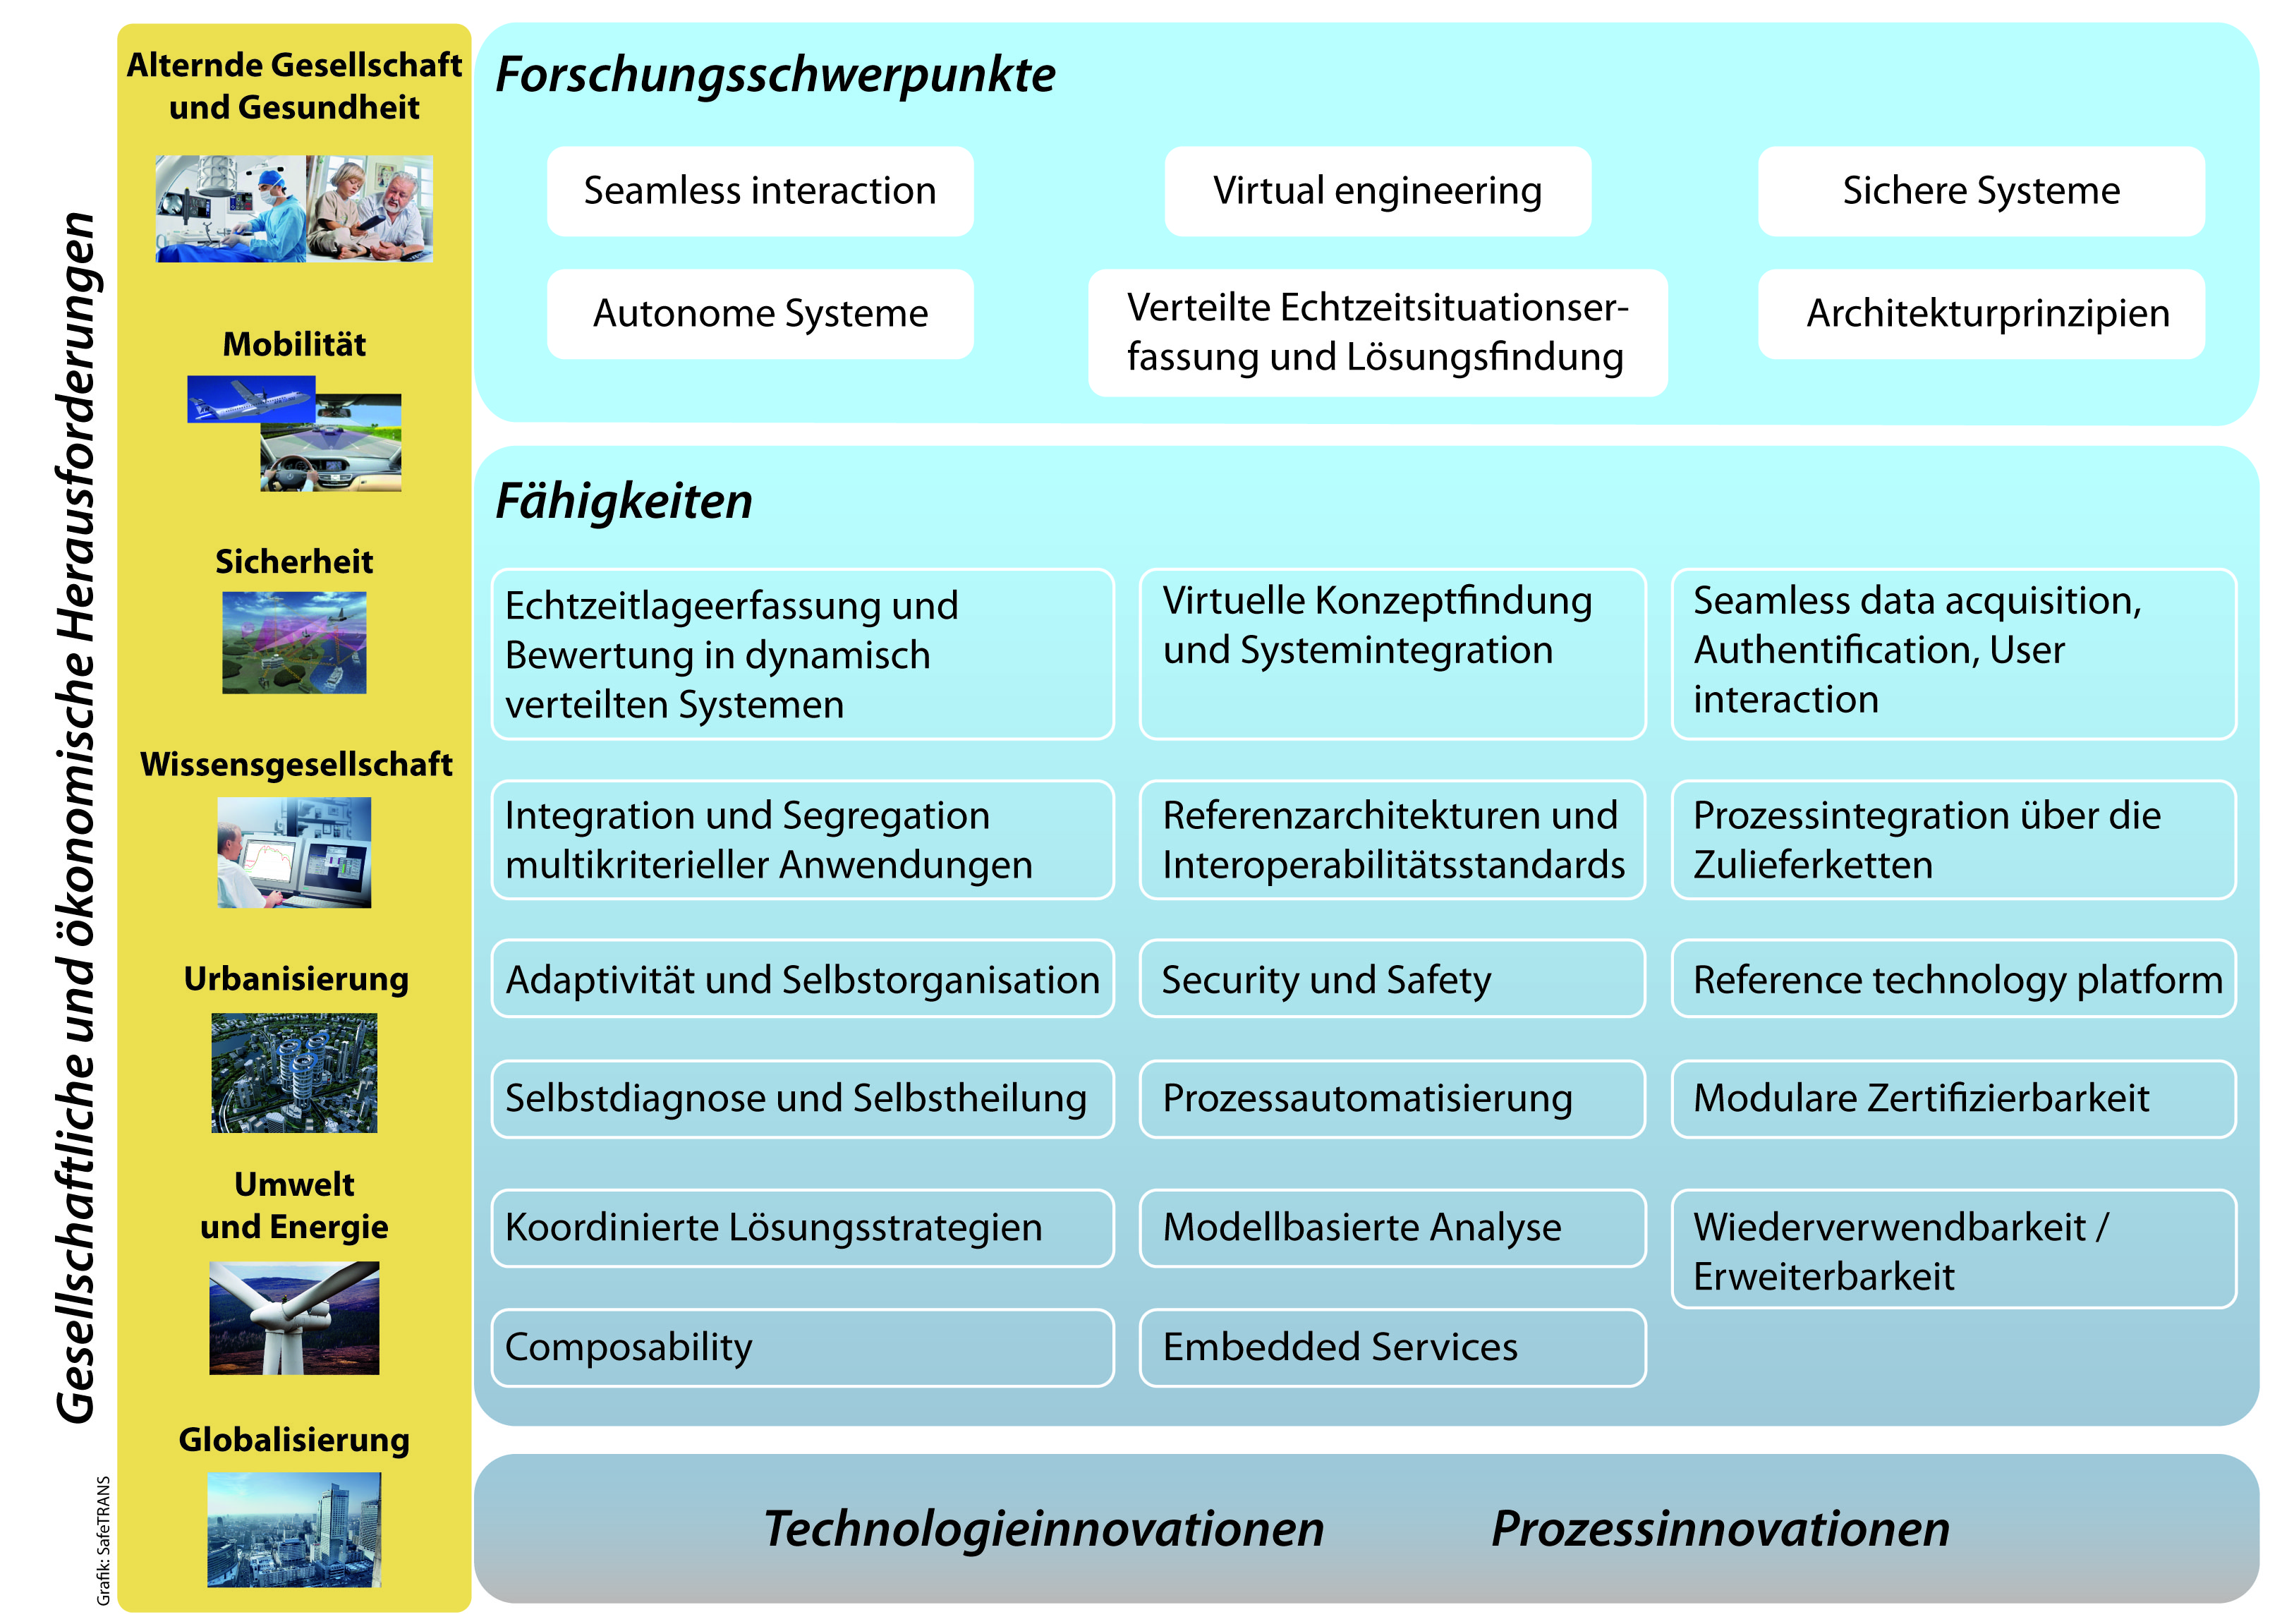 Gesellschaftliche und ökonomische Herausforderungen
Grafik: SafeTRANS
Alternde Gesellschaft
und Gesundheit
Mobilität
Sicherheit
Wissensgesellschaft
Urbanisierung
Umwelt
und Energie
Globalisierung
Forschungsschwerpunkte
Seamless interaction
Virtual engineering
Sichere Systeme
Autonome Systeme
Verteilte Echtzeitsituationser-
fassung und Lösungsfindung
Architekturprinzipien
Fähigkeiten
Echtzeitlageerfassung und
Bewertung in dynamisch
verteilten Systemen
Virtuelle Konzeptfindung
und Systemintegration
Seamless data acquisition,
Authentification, User
interaction
Integration und Segregation
multikriterieller Anwendungen
Referenzarchitekturen und
Interoperabilitätsstandards
Prozessintegration über die
Zulieferketten
Adaptivität und Selbstorganisation
Security und Safety
Reference technology platform
Selbstdiagnose und Selbstheilung
Prozessautomatisierung
Modulare Zertifizierbarkeit
Koordinierte Lösungsstrategien
Modellbasierte Analyse
Wiederverwendbarkeit /
Erweiterbarkeit
Composability
Embedded Services
Technologieinnovationen
Prozessinnovationen